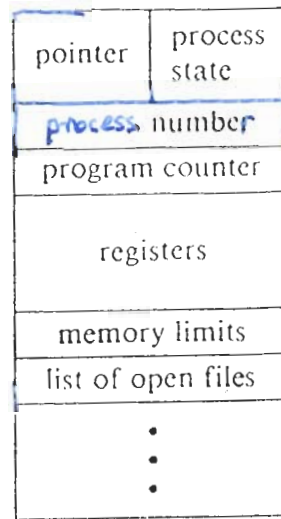 pointer
process
state
process number
program counter
registers
memory limits
list of open files